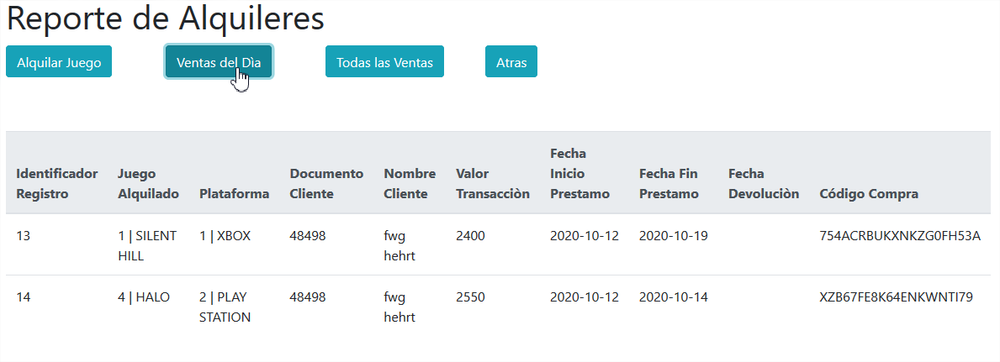 Reporte de Alquileres
Alquilar Juego Ventas del Dìa Todas las Ventas Atras
Fecha
Identificador Juego Documento Nombre Valor Inicio Fecha Fin Fecha
Registro Alquilado Plataforma Cliente Cliente Transacciòn Prestamo Prestamo Devoluciòn Código Compra
13 1 | SILENT 1 | XBOX 48498 fwg 2400 2020-10-12 2020-10-19 754ACRBUKXNKZG0FH53A
HILL hehrt
14 4 | HALO 2 | PLAY 48498 fwg 2550 2020-10-12 2020-10-14 XZB67FE8K64ENKWNTI79
STATION hehrt